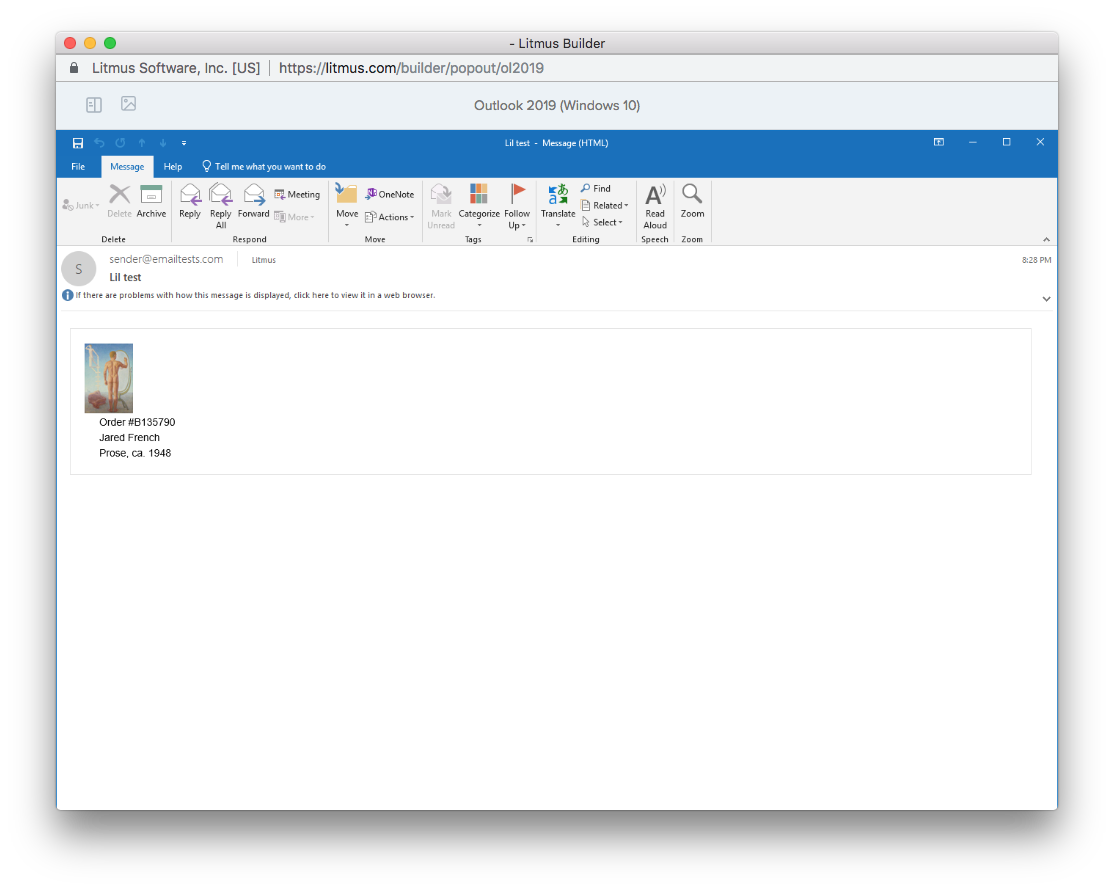 - Litmus Builder
Litmus Software, Inc. [US] | https://litmus.com/builder/popout/ol2019
Outlook 2019 (Windows 10)
Lil test - Message (HTML)
File Message Help Tell me what you want to do
Junk
Delete
Archive
Delete
Reply
Reply All
Forward
Meeting
More
Respond
Move
OneNote
Actions
Move
Mark Unread
Categorize
Follow Up
Tags
Translate
Find
Related
Select
Editing
Read Aloud
Speech
Zoom
Zoom
S
sender@emailtests.com Litmus 8:28 PM
Lil test
If there are problems with how this message is displayed, click here to view it in a web browser.
Order #B135790
Jared French
Prose, ca. 1948